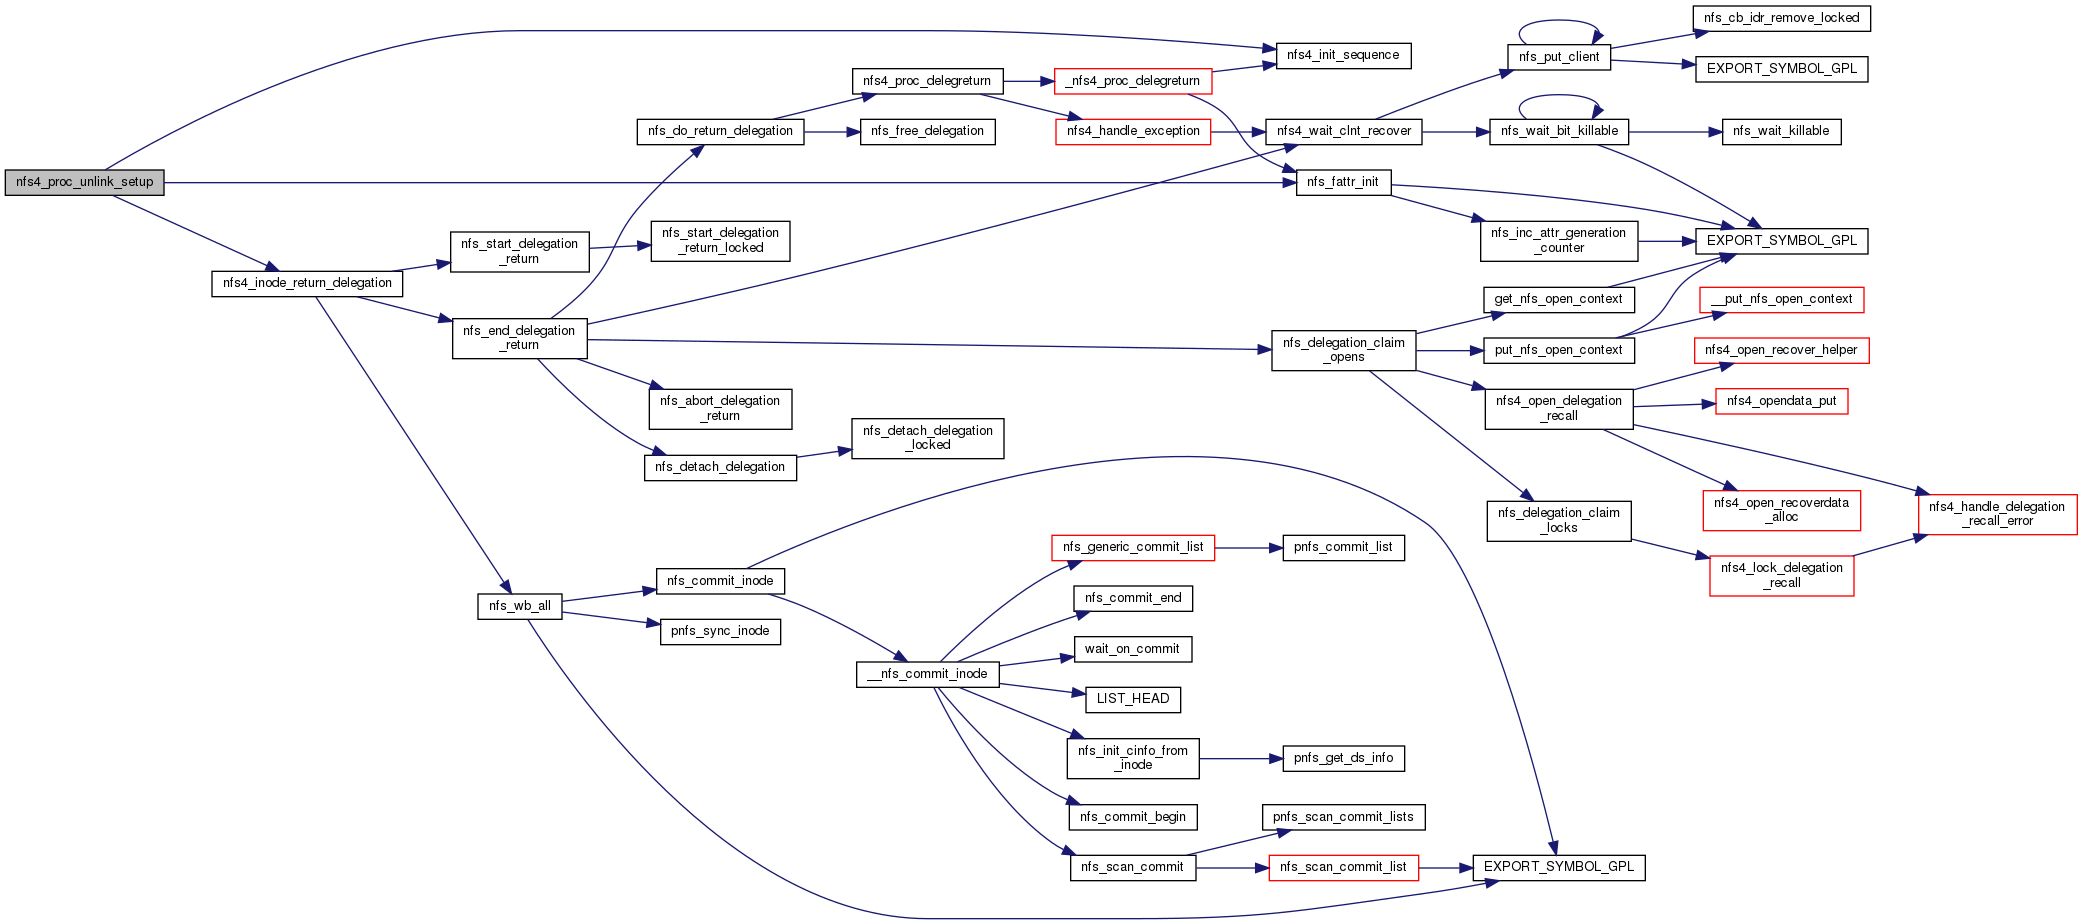 nfs4_proc_unlink_setup
nfs4_inode_return_delegation
nfs_start_delegation
_return
nfs_end_delegation
_return
nfs_wb_all
nfs_do_return_delegation
nfs_start_delegation
_return_locked
nfs_abort_delegation
_return
nfs_detach_delegation
nfs_commit_inode
pnfs_sync_inode
nfs4_proc_delegreturn
nfs_free_delegation
nfs_detach_delegation
_locked
__nfs_commit_inode
_nfs4_proc_delegreturn
nfs4_handle_exception
nfs_generic_commit_list
nfs_commit_end
wait_on_commit
LIST_HEAD
nfs_init_cinfo_from
_inode
nfs_commit_begin
nfs_scan_commit
nfs4_init_sequence
nfs4_wait_clnt_recover
nfs_fattr_init
nfs_delegation_claim
_opens
pnfs_commit_list
pnfs_get_ds_info
pnfs_scan_commit_lists
nfs_scan_commit_list
nfs_put_client
nfs_wait_bit_killable
nfs_inc_attr_generation
_counter
get_nfs_open_context
put_nfs_open_context
nfs4_open_delegation
_recall
nfs_delegation_claim
_locks
EXPORT_SYMBOL_GPL
nfs_cb_idr_remove_locked
EXPORT_SYMBOL_GPL
nfs_wait_killable
EXPORT_SYMBOL_GPL
__put_nfs_open_context
nfs4_open_recover_helper
nfs4_opendata_put
nfs4_open_recoverdata
_alloc
nfs4_lock_delegation
_recall
nfs4_handle_delegation
_recall_error